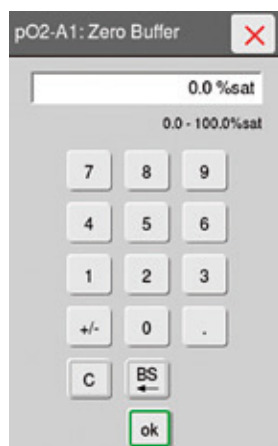 pO2-A1: Zero Buffer
0.0 %sat
0.0 - 100.0%sat
7 8 9
4 5 6
1 2 3
+/- 0 .
C BS
ok